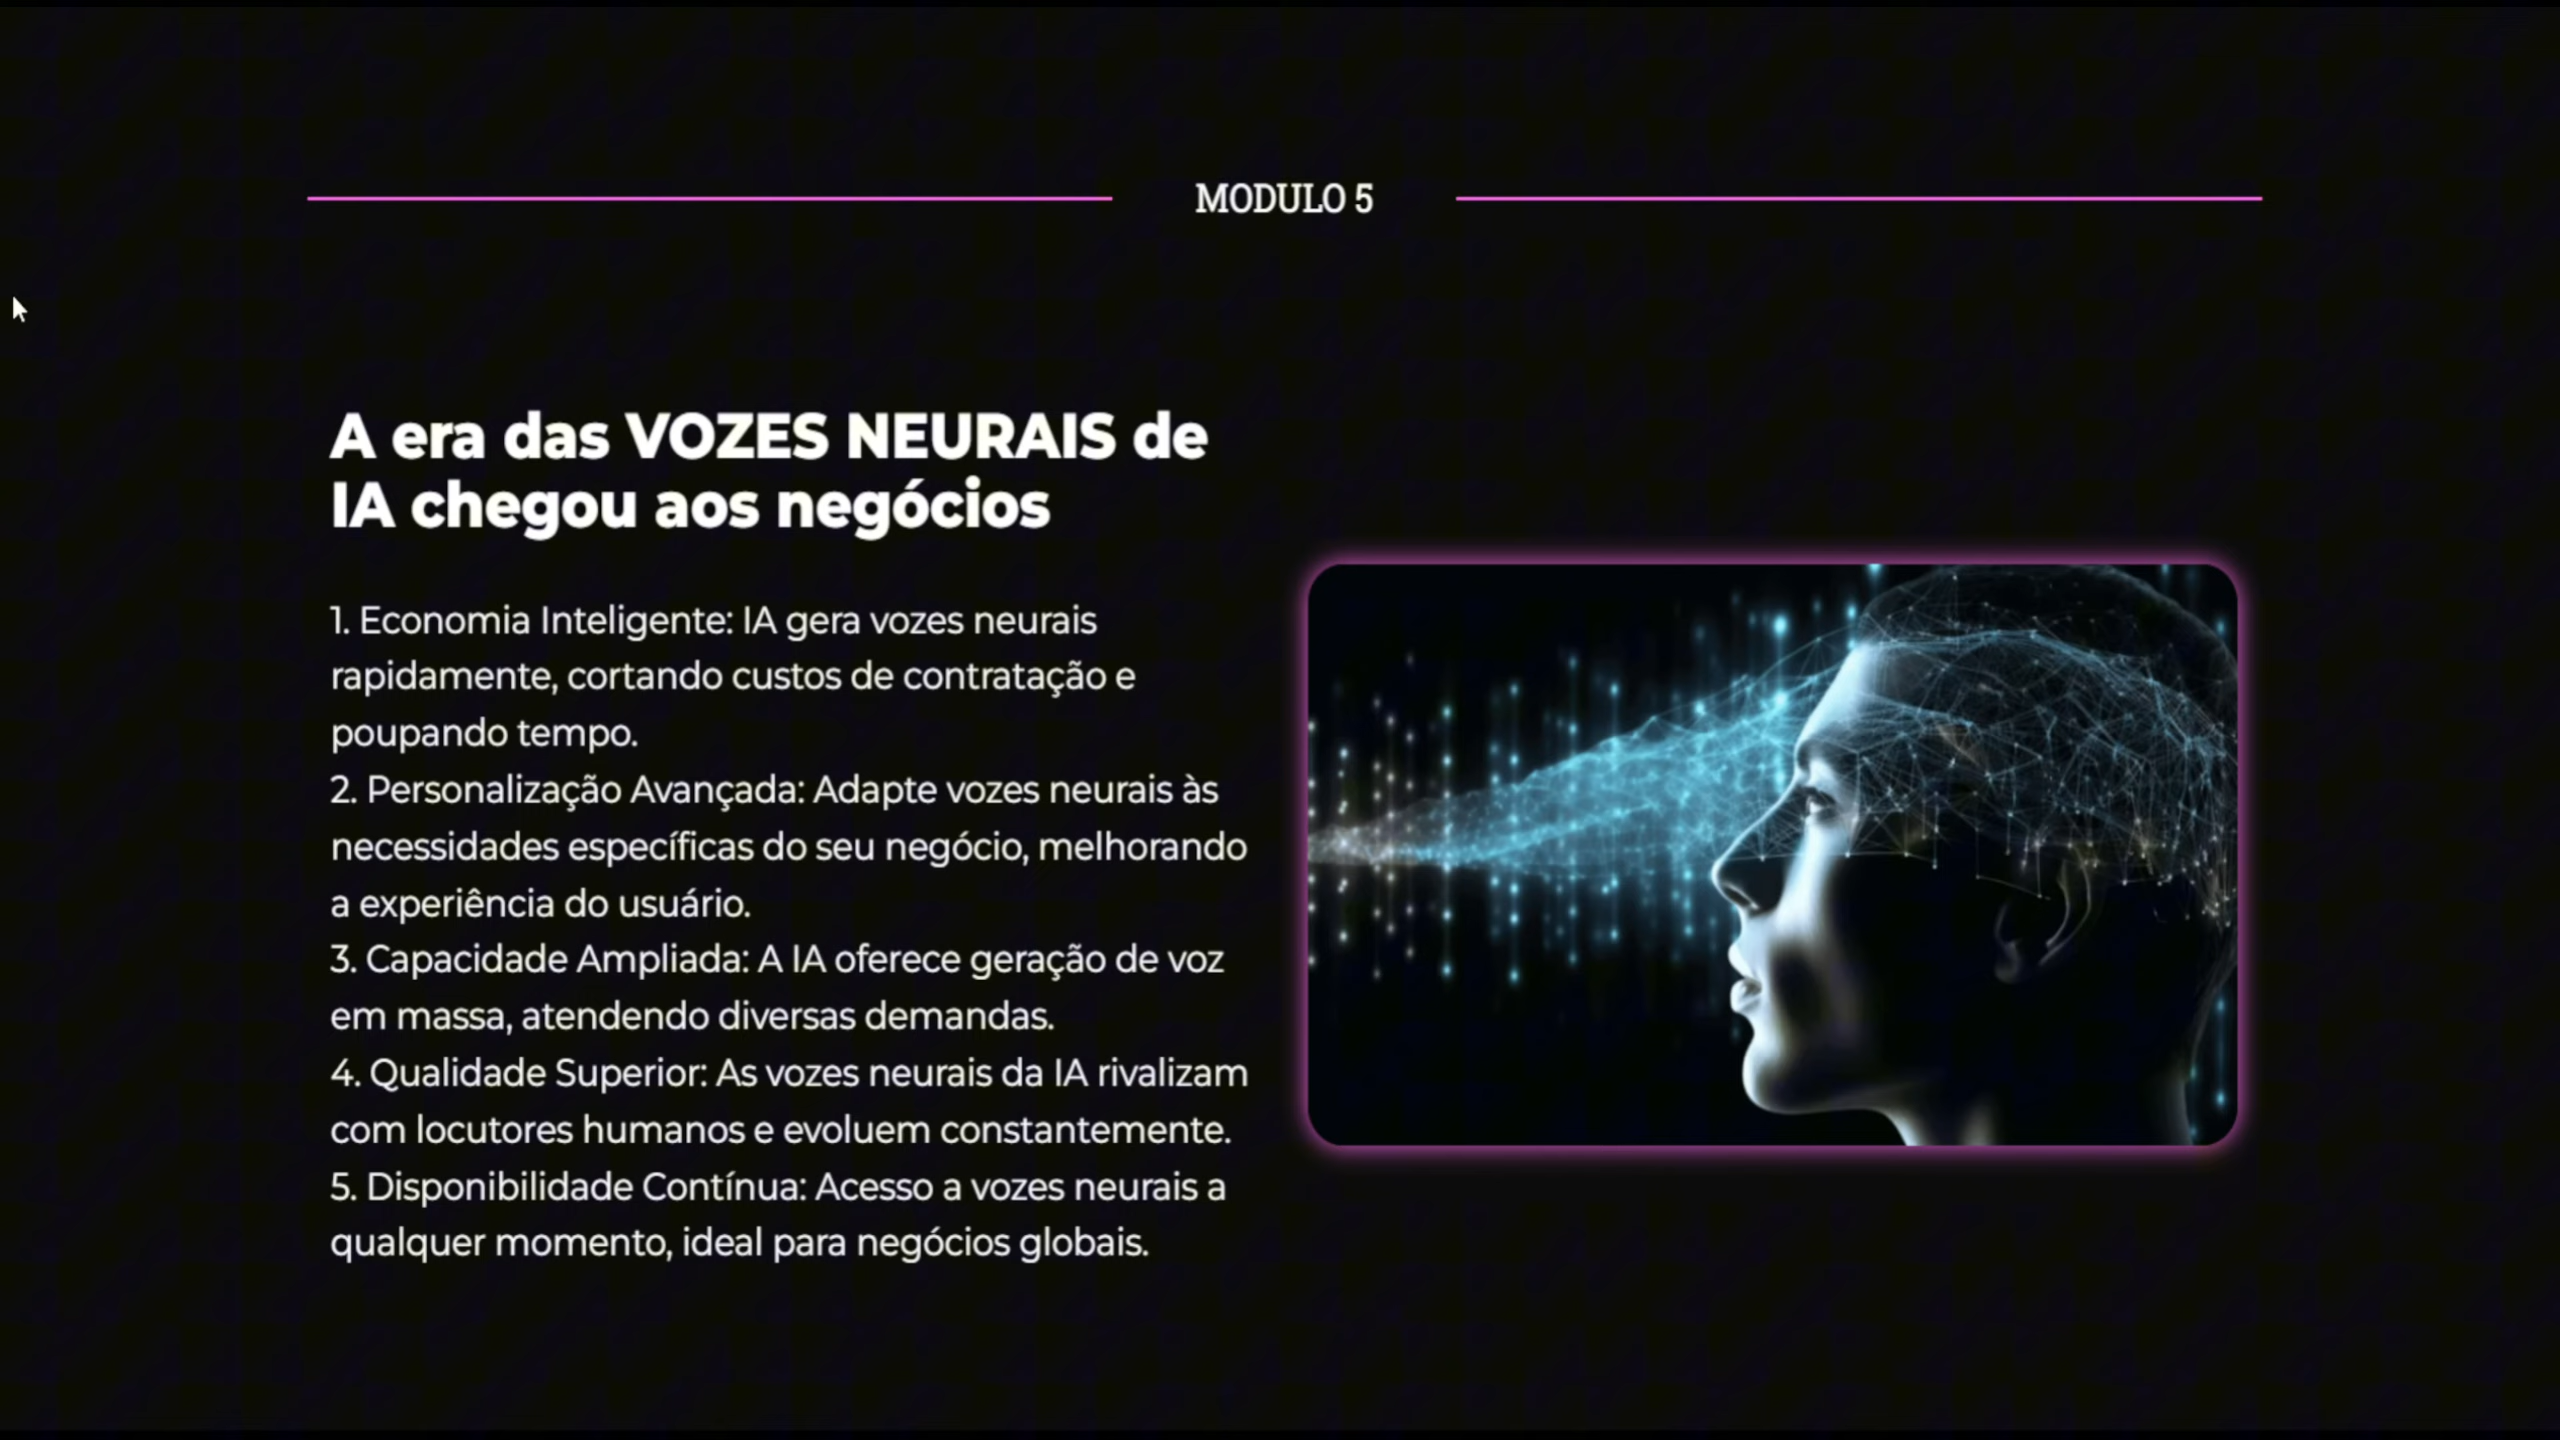 MODULO 5
A era das VOZES NEURAIS de
IA chegou aos negócios
1. Economia Inteligente: IA gera vozes neurais
rapidamente, cortando custos de contratação e
poupando tempo.
2. Personalização Avançada: Adapte vozes neurais às
necessidades específicas do seu negócio, melhorando
a experiência do usuário.
3. Capacidade Ampliada: A IA oferece geração de voz
em massa, atendendo diversas demandas.
4. Qualidade Superior: As vozes neurais da IA rivalizam
com locutores humanos e evoluem constantemente.
5. Disponibilidade Contínua: Acesso a vozes neurais a
qualquer momento, ideal para negócios globais.